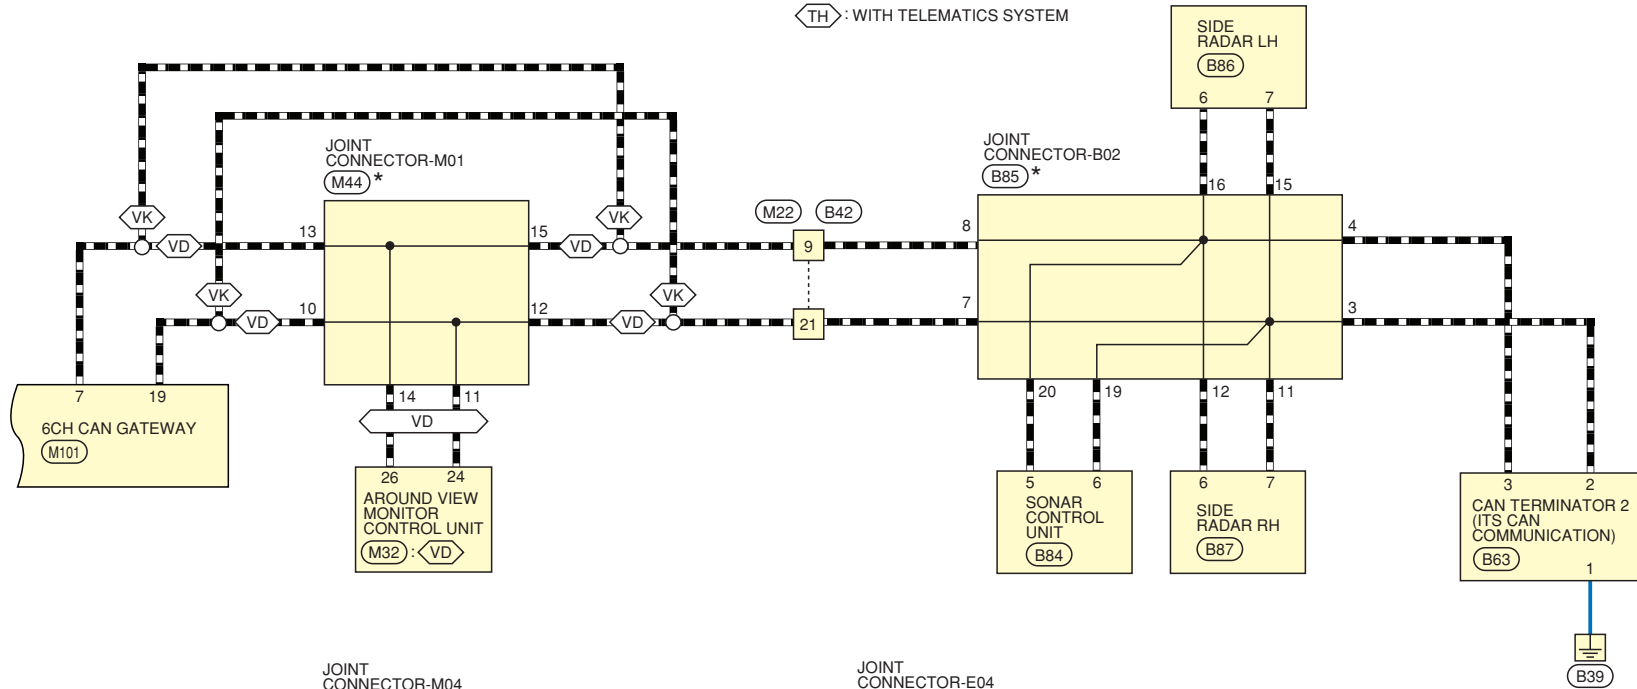 TH : WITH TELEMATICS SYSTEM
SIDE
RADAR LH
B86
6 7
JOINT
CONNECTOR-M01
M44 *
JOINT
CONNECTOR-B02
B85 *
16 15
VK VK
M22 B42
13 15 8 4
VD VD 9
VK VK
10 12 7 3
VD VD 21
7 19
6CH CAN GATEWAY
M101
14 11
VD
26 24
AROUND VIEW
MONITOR
CONTROL UNIT
M32 : VD
20 19 12 11
5 6
SONAR
CONTROL
UNIT
B84
6 7
SIDE
RADAR RH
B87
3 2
CAN TERMINATOR 2
(ITS CAN
COMMUNICATION)
B63
1
B39
JOINT
CONNECTOR-M04
JOINT
CONNECTOR-E04